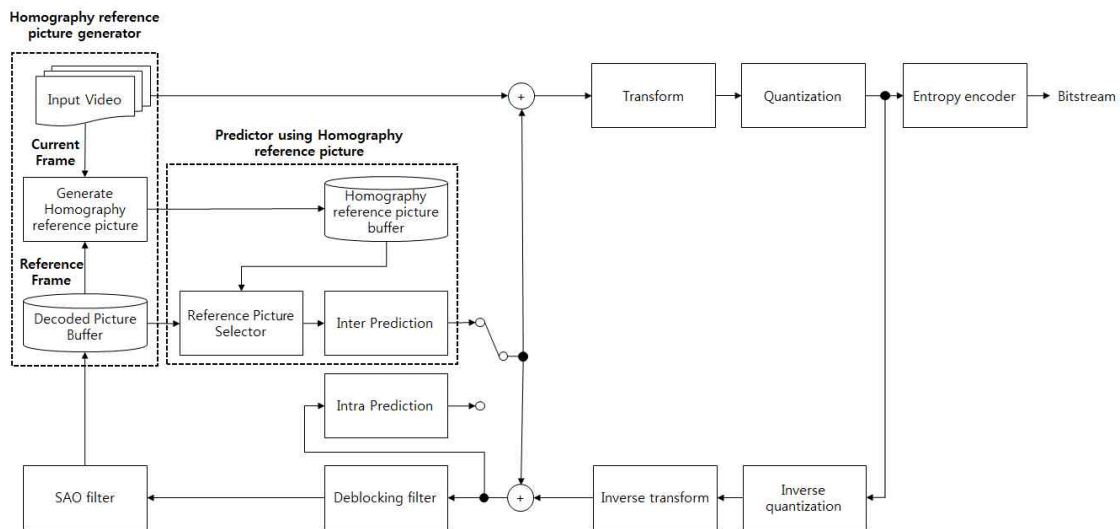 Homography reference
picture generator
Input Video
+
Transform
Quantization
Entropy encoder
Bitstream
Current
Frame
Predictor using Homography
reference picture
Generate
Homography
reference picture
Homography
reference picture
buffer
Reference
Frame
Decoded Picture
Buffer
Reference Picture
Selector
Inter Prediction
Intra Prediction
SAO filter
Deblocking filter
+
Inverse transform
Inverse
quantization